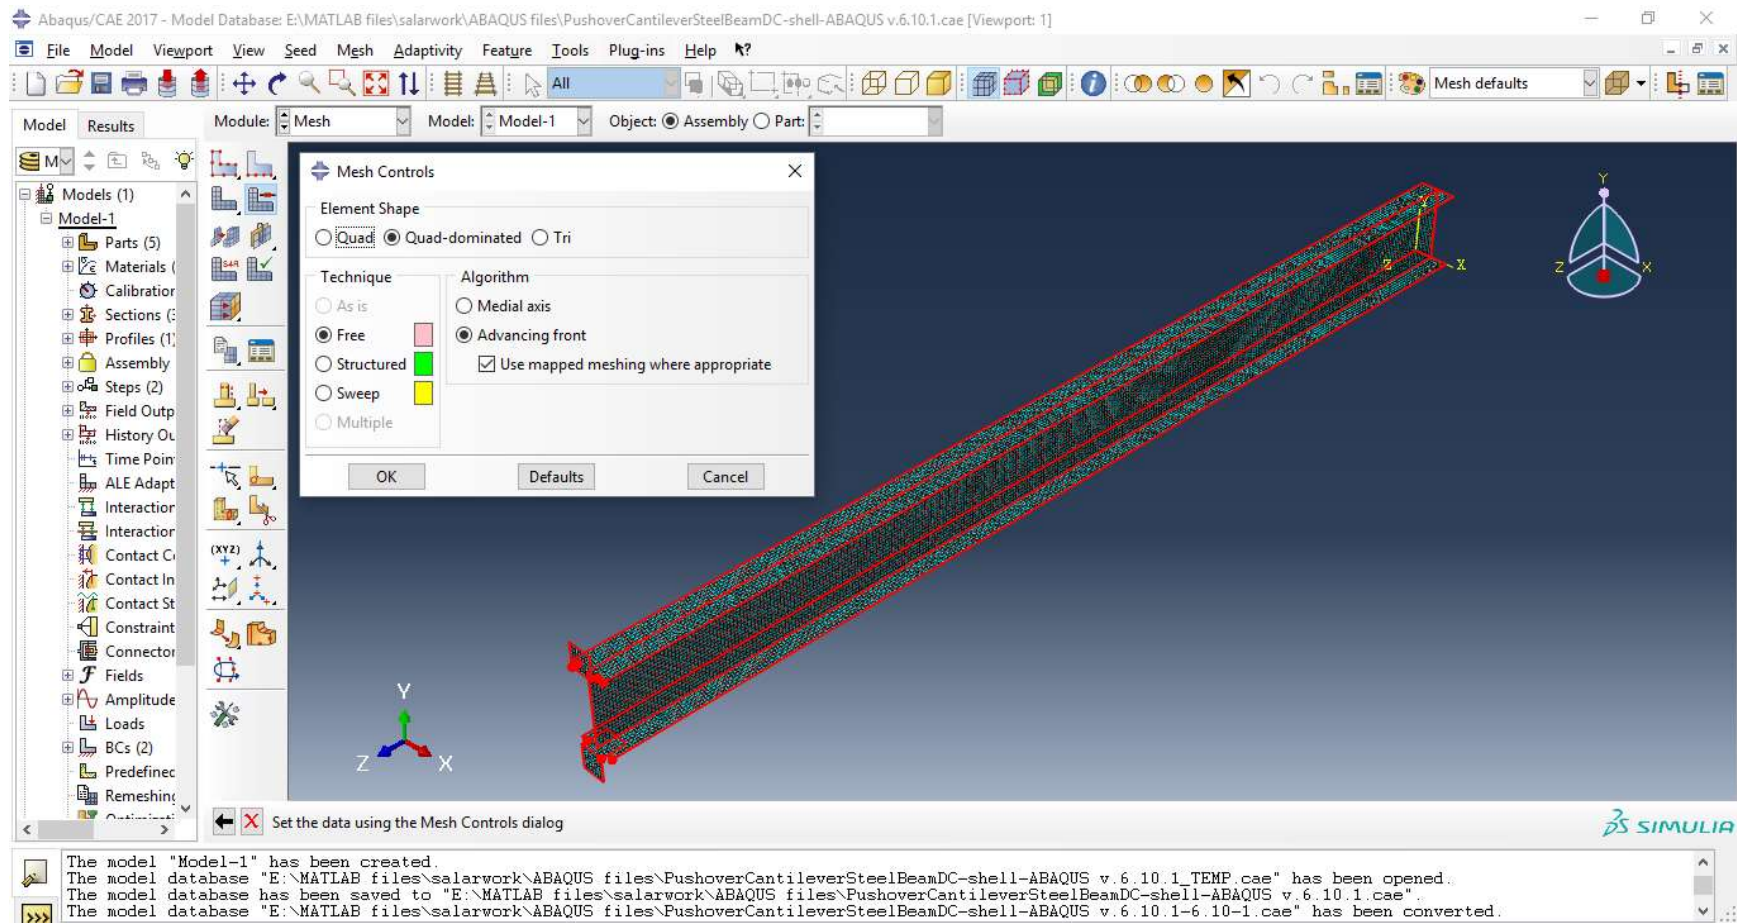 Abaqus/CAE 2017 - Model Database: E:\MATLAB files\salarwork\ABAQUS files\PushoverCantileverSteelBeamDC-shell-ABAQUS v.6.10.1.cae [Viewport: 1]
File Model Viewport View Seed Mesh Adaptivity Feature Tools Plug-ins Help
All
Mesh defaults
Model Results
Module: Mesh Model: Model-1 Object: Assembly Part:
M
Models (1)
Model-1
Parts (5)
Materials (
Calibration
Sections (
Profiles (1)
Assembly
Steps (2)
Field Outp
History Ou
Time Poin
ALE Adapt
Interaction
Interaction
Contact C
Contact In
Contact St
Constraint
Connector
Fields
Amplitude
Loads
BCs (2)
Predefined
Remeshing
(XYZ)
Mesh Controls
Element Shape
Quad Quad-dominated Tri
Technique
As is
Free
Structured
Sweep
Multiple
Algorithm
Medial axis
Advancing front
Use mapped meshing where appropriate
OK Defaults Cancel
Y
Z X
Y
Z X
Y
Z X
Set the data using the Mesh Controls dialog
SIMULIA
The model "Model-1" has been created.
The model database "E:\MATLAB files\salarwork\ABAQUS files\PushoverCantileverSteelBeamDC-shell-ABAQUS v.6.10.1_TEMP.cae" has been opened.
The model database has been saved to "E:\MATLAB files\salarwork\ABAQUS files\PushoverCantileverSteelBeamDC-shell-ABAQUS v.6.10.1.cae".
The model database "E:\MATLAB files\salarwork\ABAQUS files\PushoverCantileverSteelBeamDC-shell-ABAQUS v.6.10.1-6.10-1.cae" has been converted.
>>>